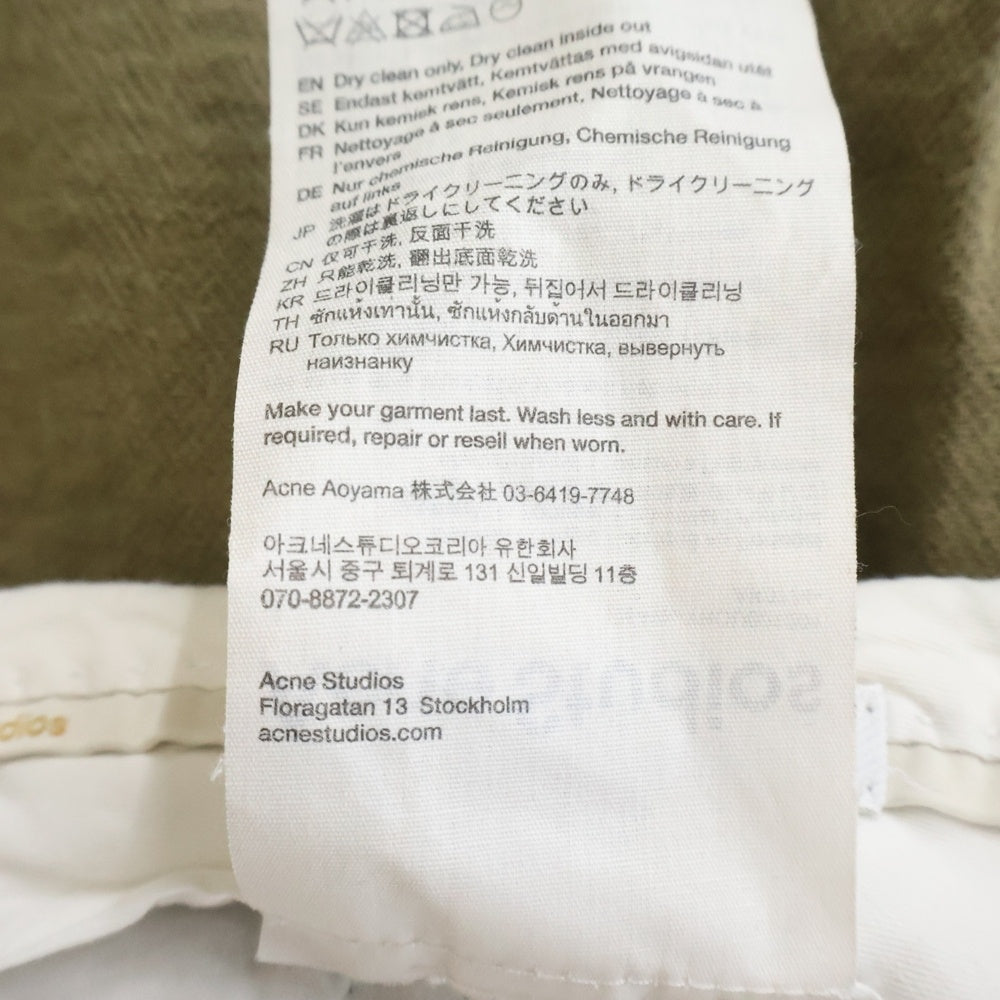 EN Dry clean only, Dry clean inside out
SE Endast kemtvätt, Kemtvättas med avigsidan utåt
DK Kun kemisk rens, Kemisk rens på vrangen
FR Nettoyage à sec seulement, Nettoyage à sec à
l'envers
DE Nur chemische Reinigung, Chemische Reinigung
auf links
JP 洗濯はドライクリーニングのみ, ドライクリーニング
の際は裏返しにしてください
CN 仅可干洗, 反面干洗
ZH 只能乾洗, 翻出底面乾洗
KR 드라이클리닝만 가능, 뒤집어서 드라이클리닝
TH ซักแห้งเท่านั้น, ซักแห้งกลับด้านในออกมา
RU Только химчистка, Химчистка, вывернуть
наизнанку
Make your garment last. Wash less and with care. If
required, repair or resell when worn.
Acne Aoyama 株式会社 03-6419-7748
아크네스튜디오코리아 유한회사
서울시 중구 퇴계로 131 신일빌딩 11층
070-8872-2307
Acne Studios
Floragatan 13 Stockholm
acnestudios.com
dios